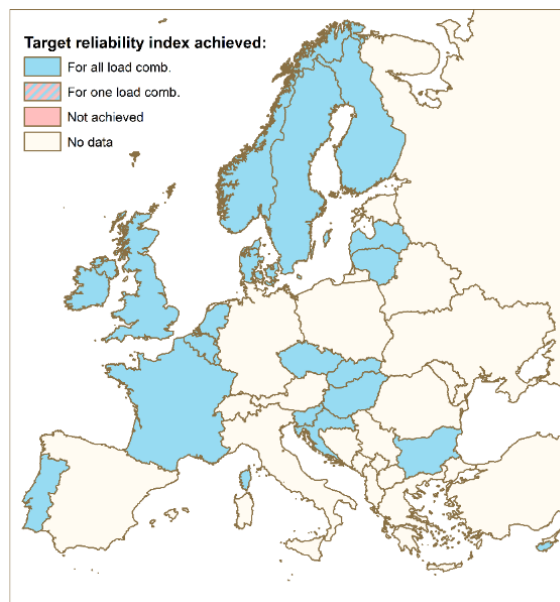 Target reliability index achieved:
For all load comb.
For one load comb.
Not achieved
No data